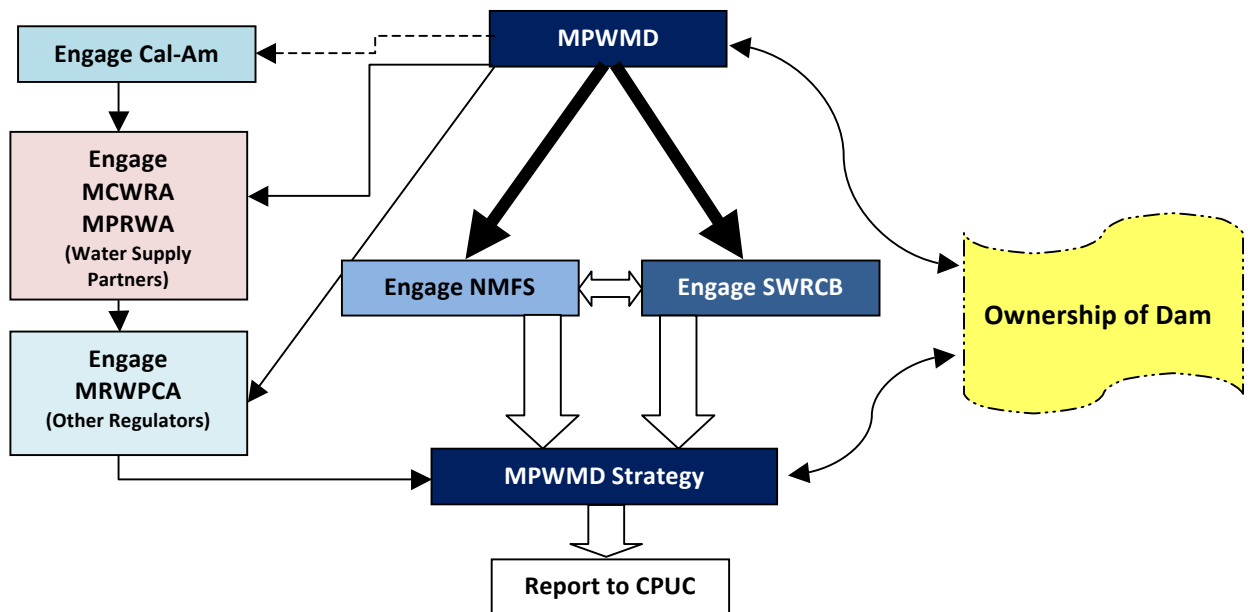 MPWMD
Engage Cal-Am
Engage
MCWRA
MPRWA
(Water Supply
Partners)
Engage NMFS
Engage SWRCB
Ownership of Dam
Engage
MRWPCA
(Other Regulators)
MPWMD Strategy
Report to CPUC